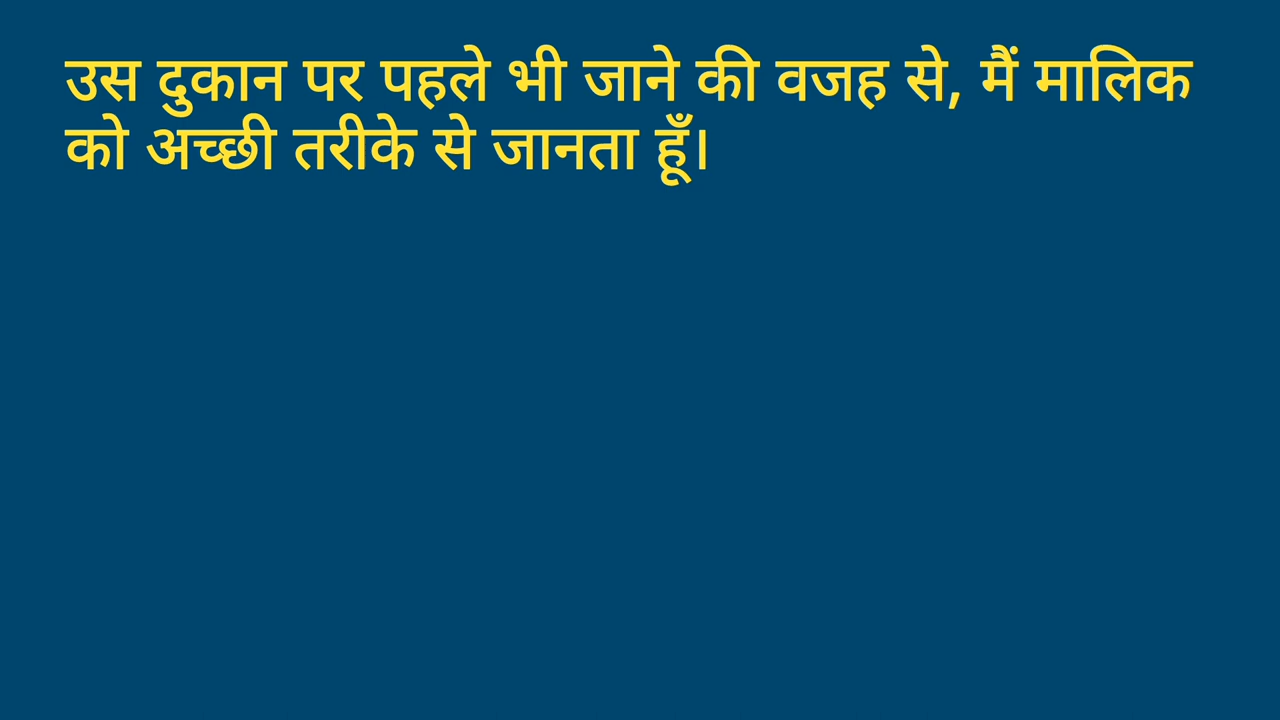 उस दुकान पर पहले भी जाने की वजह से, मैं मालिक
को अच्छी तरीके से जानता हूँ।